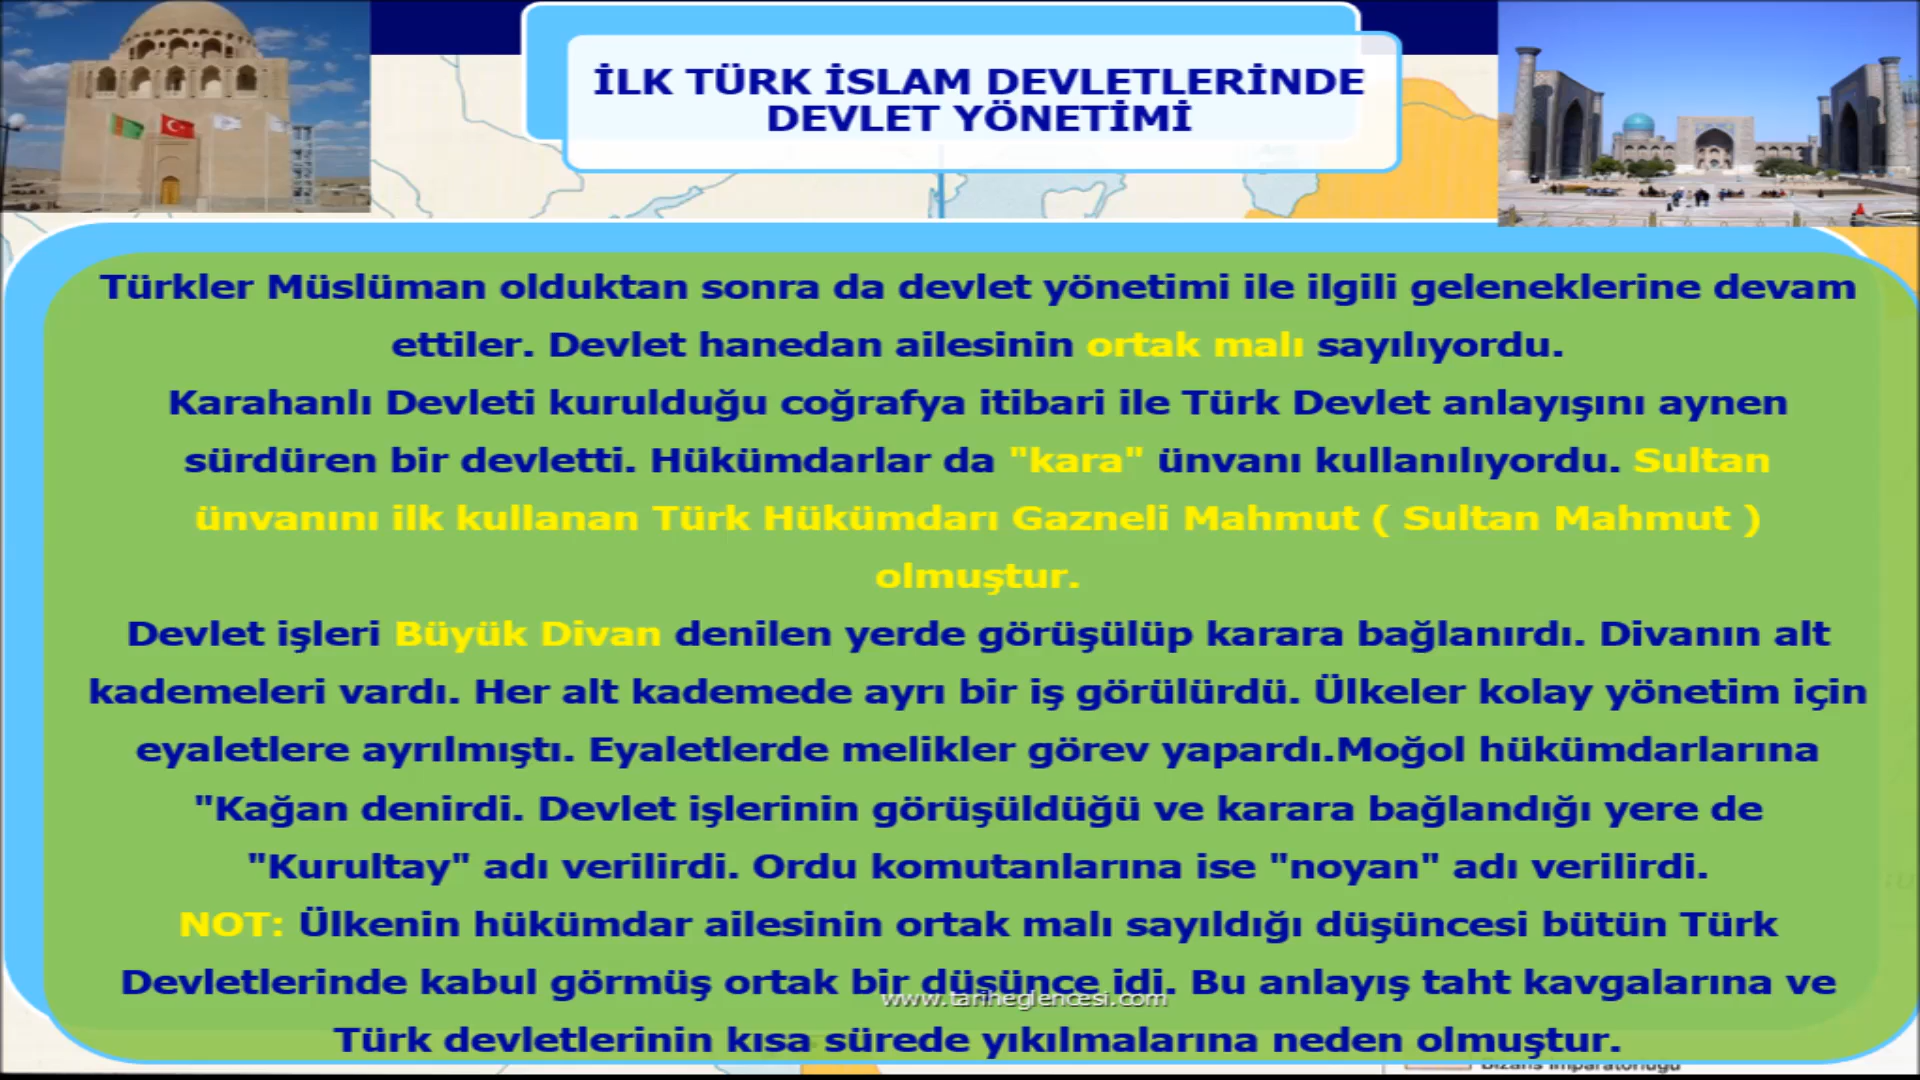 İLK TÜRK İSLAM DEVLETLERİNDE
DEVLET YÖNETİMİ
Türkler Müslüman olduktan sonra da devlet yönetimi ile ilgili geleneklerine devam
ettiler. Devlet hanedan ailesinin ortak malı sayılıyordu.
Karahanlı Devleti kurulduğu coğrafya itibari ile Türk Devlet anlayışını aynen
sürdüren bir devletti. Hükümdarlar da "kara" ünvanı kullanılıyordu. Sultan
ünvanını ilk kullanan Türk Hükümdarı Gazneli Mahmut ( Sultan Mahmut )
olmuştur.
Devlet işleri Büyük Divan denilen yerde görüşülüp karara bağlanırdı. Divanın alt
kademeleri vardı. Her alt kademede ayrı bir iş görülürdü. Ülkeler kolay yönetim için
eyaletlere ayrılmıştı. Eyaletlerde melikler görev yapardı.Moğol hükümdarlarına
"Kağan denirdi. Devlet işlerinin görüşüldüğü ve karara bağlandığı yere de
"Kurultay" adı verilirdi. Ordu komutanlarına ise "noyan" adı verilirdi.
NOT: Ülkenin hükümdar ailesinin ortak malı sayıldığı düşüncesi bütün Türk
Devletlerinde kabul görmüş ortak bir düşünce idi. Bu anlayış taht kavgalarına ve
www.tariheglencesi.com
Türk devletlerinin kısa sürede yıkılmalarına neden olmuştur.
Bizans İmparatorluğu